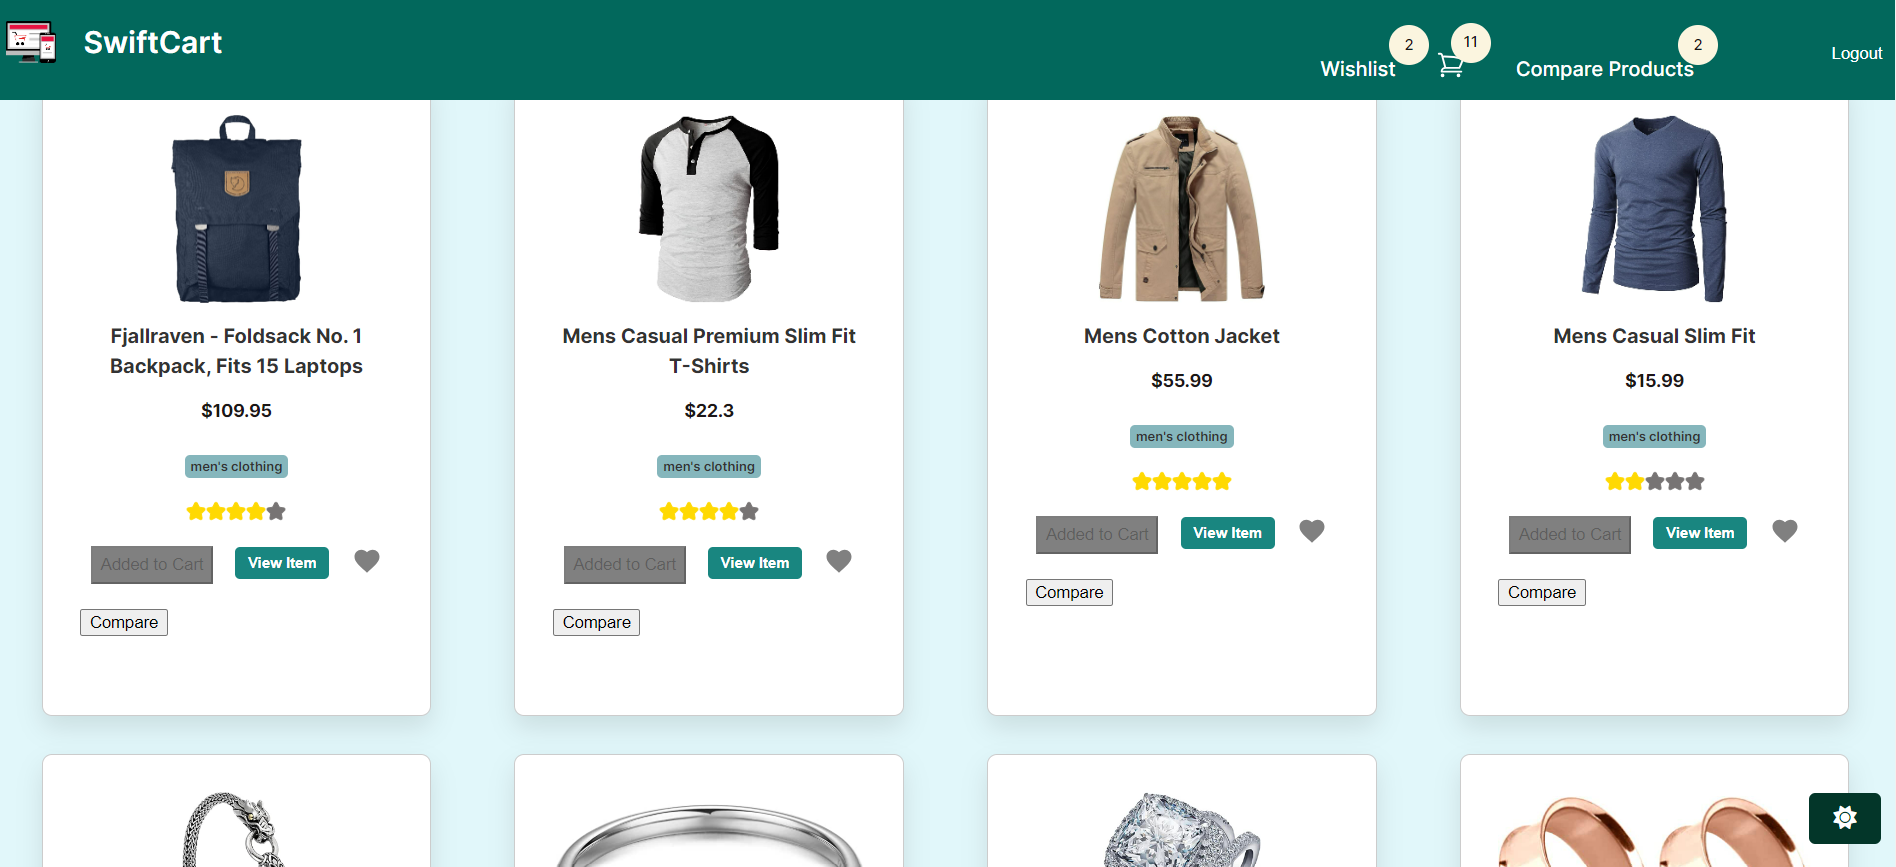 SwiftCart
Wishlist
2
11
Compare Products
2
Logout
Fjallraven - Foldsack No. 1
Backpack, Fits 15 Laptops
$109.95
men's clothing
Added to Cart
View Item
Compare
Mens Casual Premium Slim Fit
T-Shirts
$22.3
men's clothing
Added to Cart
View Item
Compare
Mens Cotton Jacket
$55.99
men's clothing
Added to Cart
View Item
Compare
Mens Casual Slim Fit
$15.99
men's clothing
Added to Cart
View Item
Compare